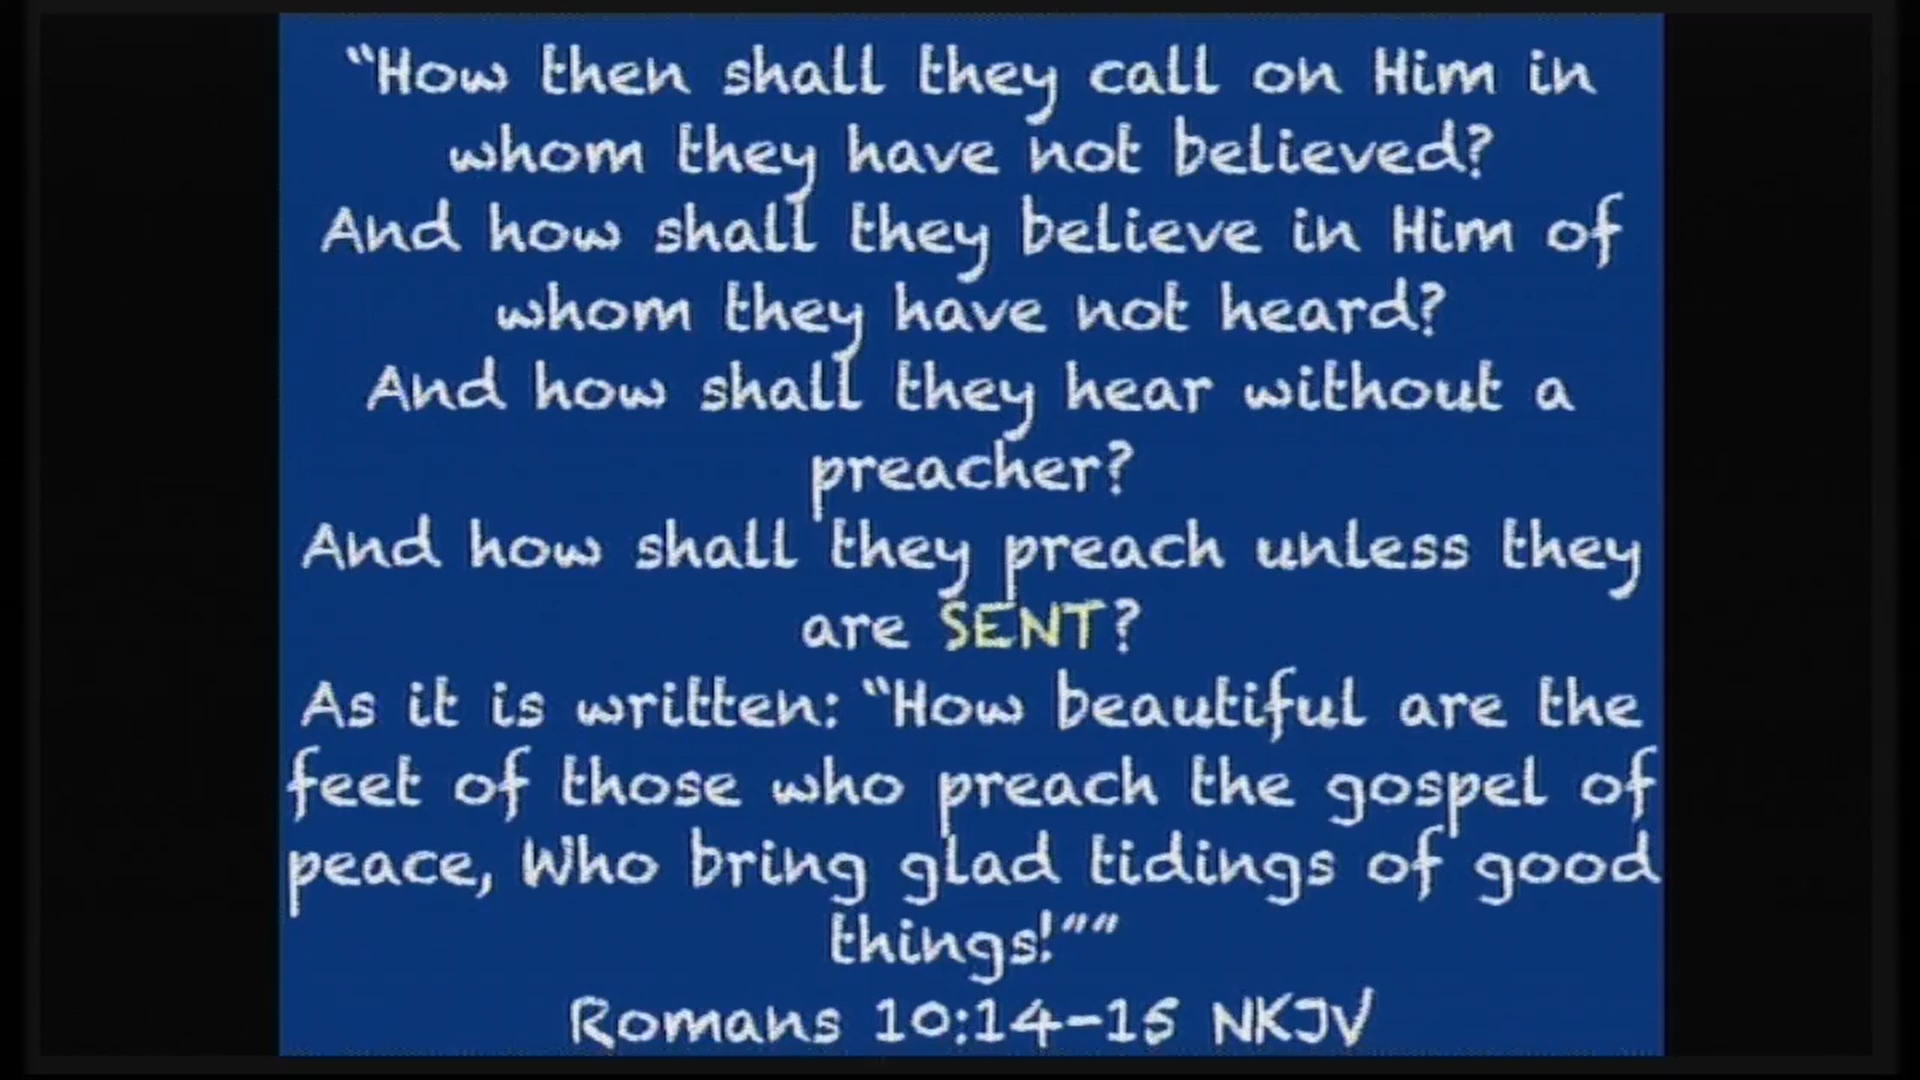 “How then shall they call on Him in
whom they have not believed?
And how shall they believe in Him of
whom they have not heard?
And how shall they hear without a
preacher?
And how shall they preach unless they
are SENT?
As it is written: “How beautiful are the
feet of those who preach the gospel of
peace, Who bring glad tidings of good
things!””
Romans 10:14-15 NKJV